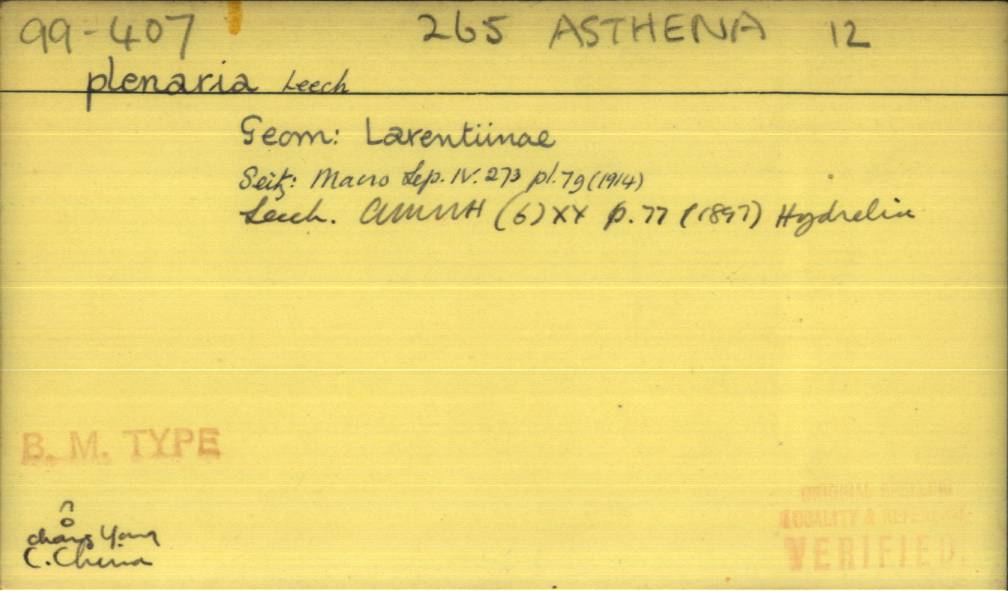 99-407 265 ASTHENA 12
plenaria Leech
Geom: Larentiinae
Seitz: Macro Lep. IV. 273 pl. 7g (1914)
Leech. AMNH (6) XX p. 77 (1897) Hydrelia
B. M. TYPE
ORIGINAL SPELLING
LOCALITY & REFERENCE
VERIFIED.
Chang Yang
C. China